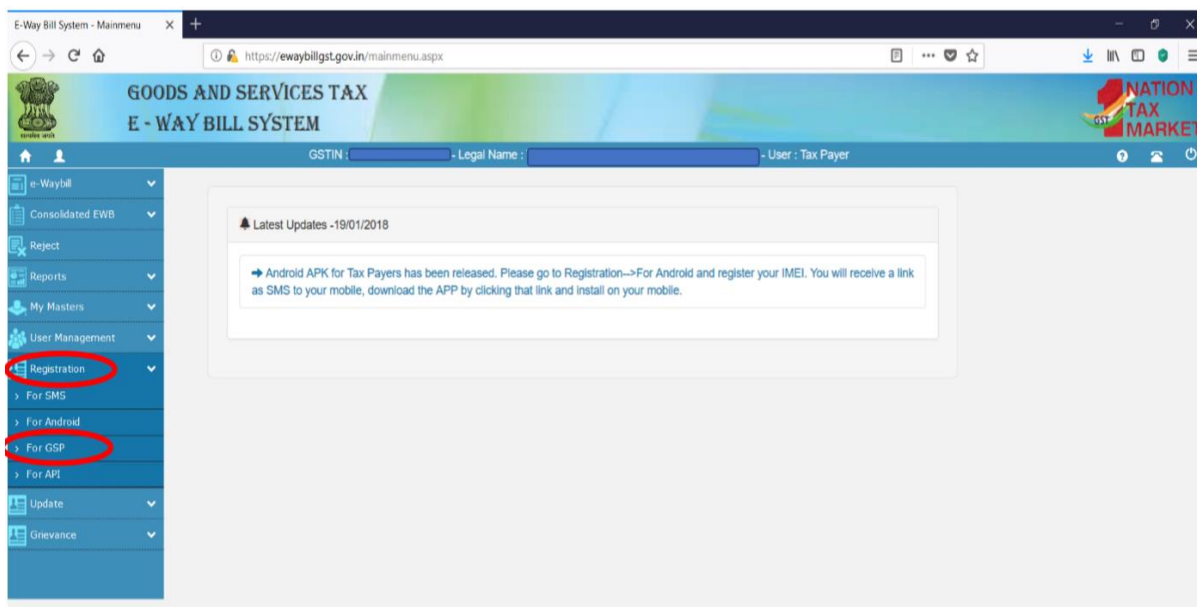 E-Way Bill System - Mainmenu
https://ewaybillgst.gov.in/mainmenu.aspx
GOODS AND SERVICES TAX
E - WAY BILL SYSTEM
सत्यमेव जयते
NATION
TAX
MARKET
GST
1
GSTIN : - Legal Name : - User : Tax Payer
e-Waybill
Consolidated EWB
Reject
Reports
My Masters
User Management
Registration
> For SMS
> For Android
> For GSP
> For API
Update
Grievance
Latest Updates -19/01/2018
Android APK for Tax Payers has been released. Please go to Registration-->For Android and register your IMEI. You will receive a link
as SMS to your mobile, download the APP by clicking that link and install on your mobile.